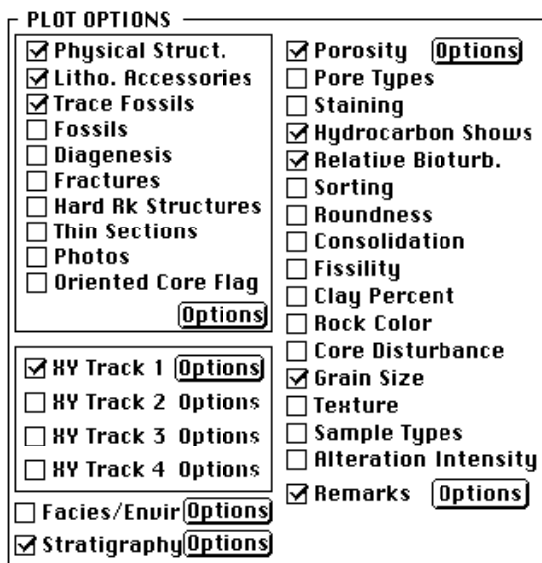 PLOT OPTIONS
Physical Struct.
Litho. Accessories
Trace Fossils
Fossils
Diagenesis
Fractures
Hard Rk Structures
Thin Sections
Photos
Oriented Core Flag
Options
XY Track 1 Options
XY Track 2 Options
XY Track 3 Options
XY Track 4 Options
Facies/Envir Options
Stratigraphy Options
Porosity Options
Pore Types
Staining
Hydrocarbon Shows
Relative Bioturb.
Sorting
Roundness
Consolidation
Fissility
Clay Percent
Rock Color
Core Disturbance
Grain Size
Texture
Sample Types
Alteration Intensity
Remarks Options